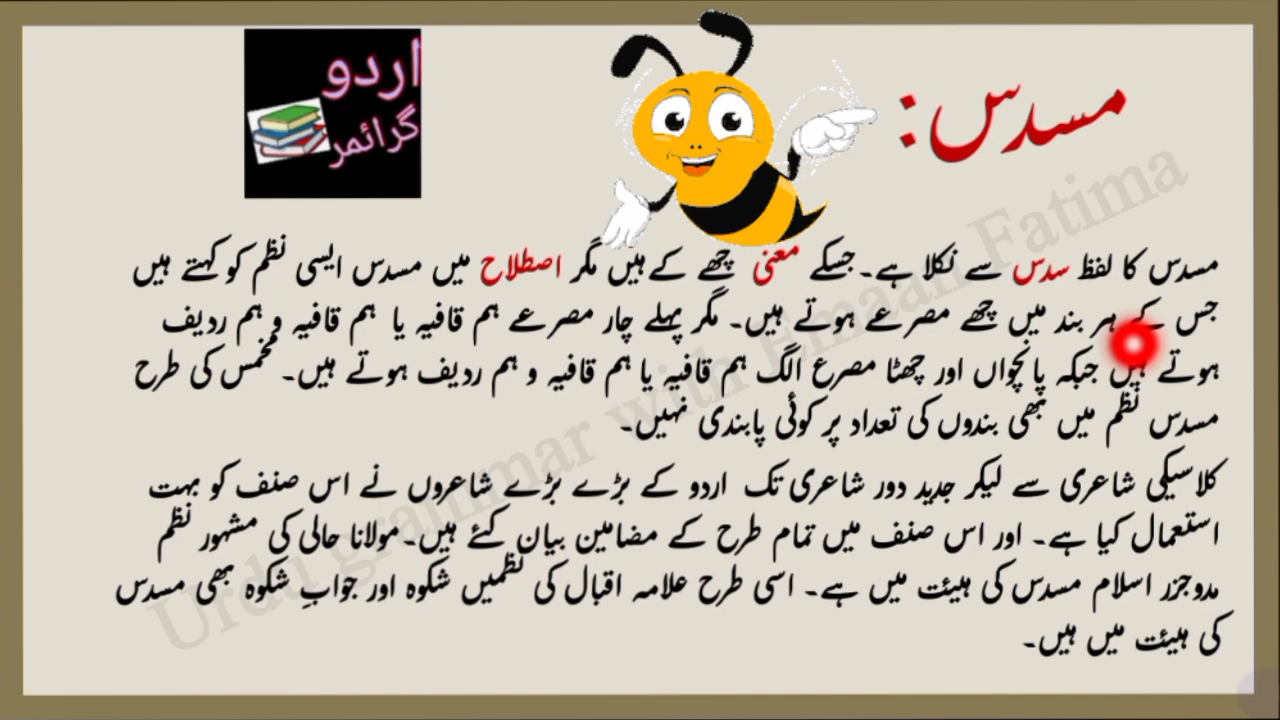 اردو
گرائمر
مسدس:
مسدس کا لفظ سدس سے نکلا ہے۔جسکے معنی چھے کے ہیں مگر اصطلاح میں مسدس ایسی نظم کو کہتے ہیں
جس کے ہر بند میں چھے مصرعے ہوتے ہیں۔ مگر پہلے چار مصرعے ہم قافیہ یا ہم قافیہ و ہم ردیف
ہوتے ہیں جبکہ پانچواں اور چھٹا مصرع الگ ہم قافیہ یا ہم قافیہ و ہم ردیف ہوتے ہیں۔ مخمس کی طرح
مسدس نظم میں بھی بندوں کی تعداد پر کوئی پابندی نہیں۔
کلاسیکی شاعری سے لیکر جدید دور شاعری تک اردو کے بڑے بڑے شاعروں نے اس صنف کو بہت
استعمال کیا ہے۔ اور اس صنف میں تمام طرح کے مضامین بیان کئے ہیں۔مولانا حالی کی مشہور نظم
مدوجزر اسلام مسدس کی ہیئت میں ہے۔ اسی طرح علامہ اقبال کی نظمیں شکوہ اور جوابِ شکوہ بھی مسدس
کی ہیئت میں ہیں۔
Urdu grammar with Emaan Fatima